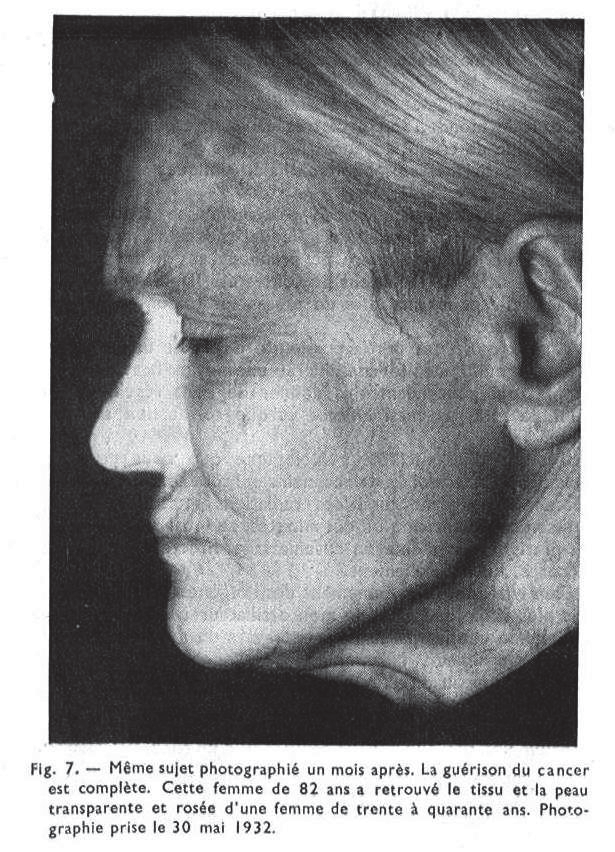 Fig. 7. — Même sujet photographié un mois après. La guérison du cancer
est complète. Cette femme de 82 ans a retrouvé le tissu et la peau
transparente et rosée d'une femme de trente à quarante ans. Photo-
graphie prise le 30 mai 1932.